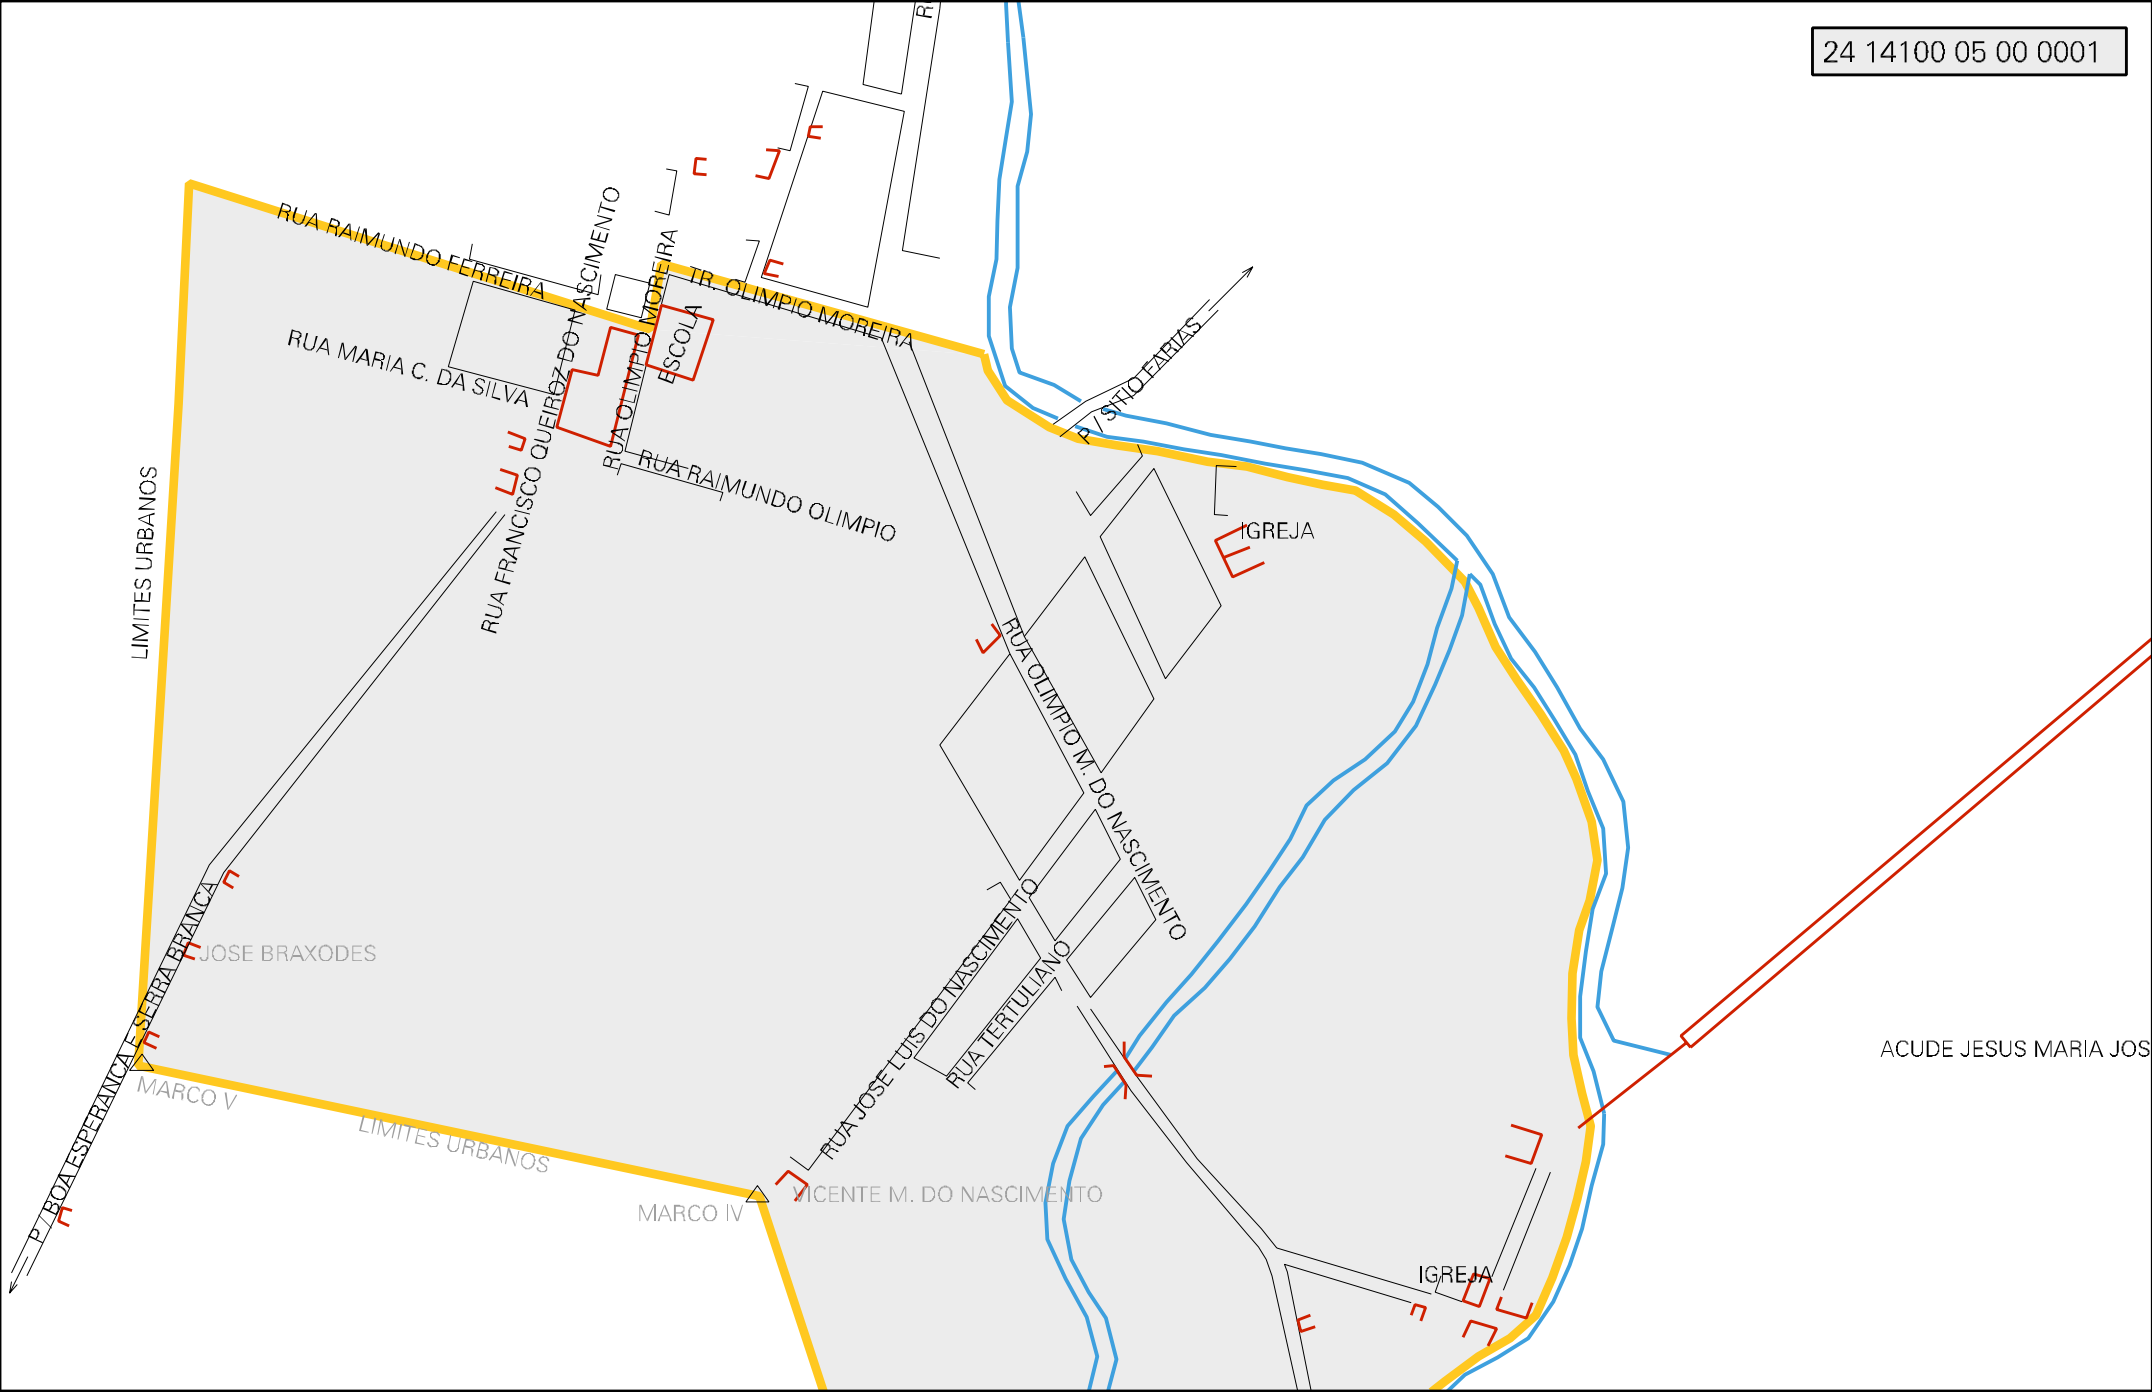 24 14100 05 00 0001
RUA RAIMUNDO FERREIRA
RUA FRANCISCO QUEIROZ DO NASCIMENTO
RUA OLIMPIO MOREIRA
TR. OLIMPIO MOREIRA
ESCOLA
RUA MARIA C. DA SILVA
P / SITIO FARIAS
RUA RAIMUNDO OLIMPIO
LIMITES URBANOS
IGREJA
RUA OLIMPIO M. DO NASCIMENTO
JOSE BRAXODES
P / BOA ESPERANCA E SERRA BRANCA
RUA JOSE LUIS DO NASCIMENTO
RUA TERTULIANO
ACUDE JESUS MARIA JOS
MARCO V
LIMITES URBANOS
VICENTE M. DO NASCIMENTO
MARCO IV
IGREJA